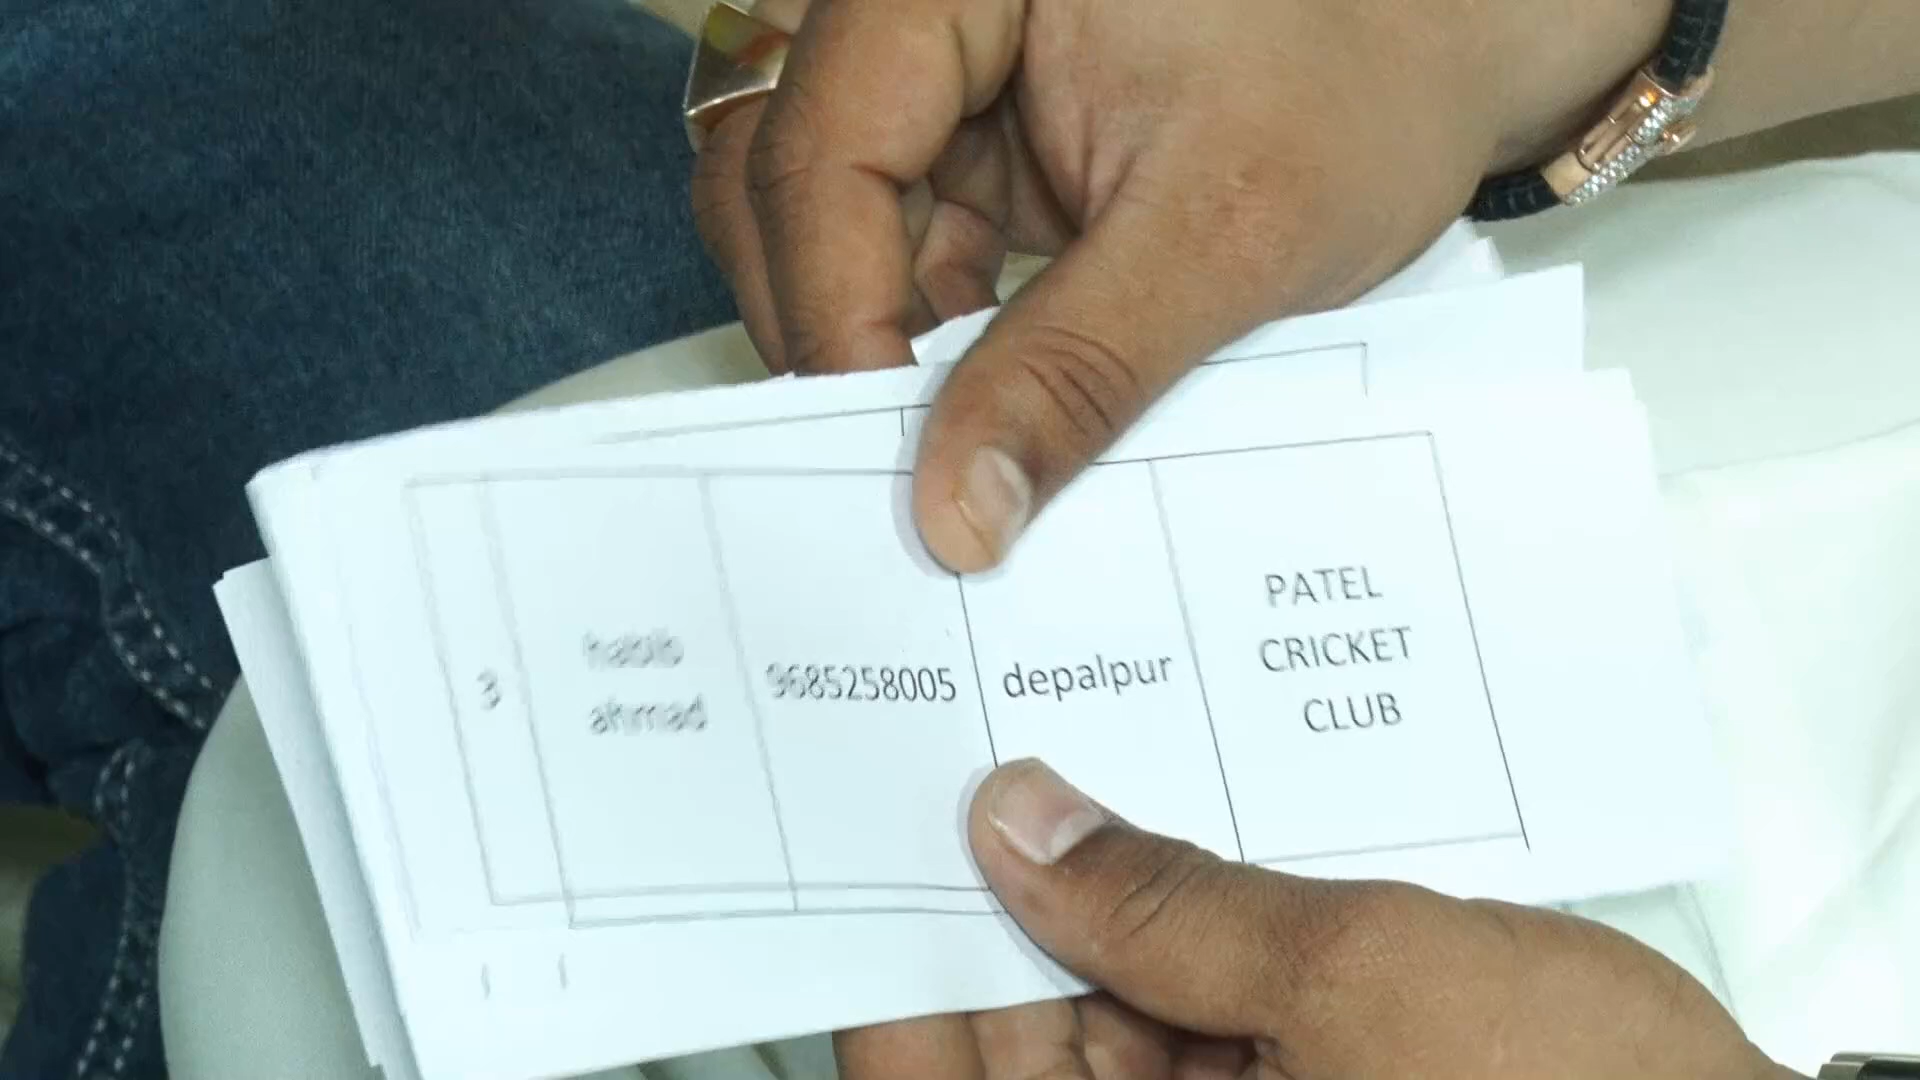 3
habib
ahmad
9685258005
depalpur
PATEL
CRICKET
CLUB